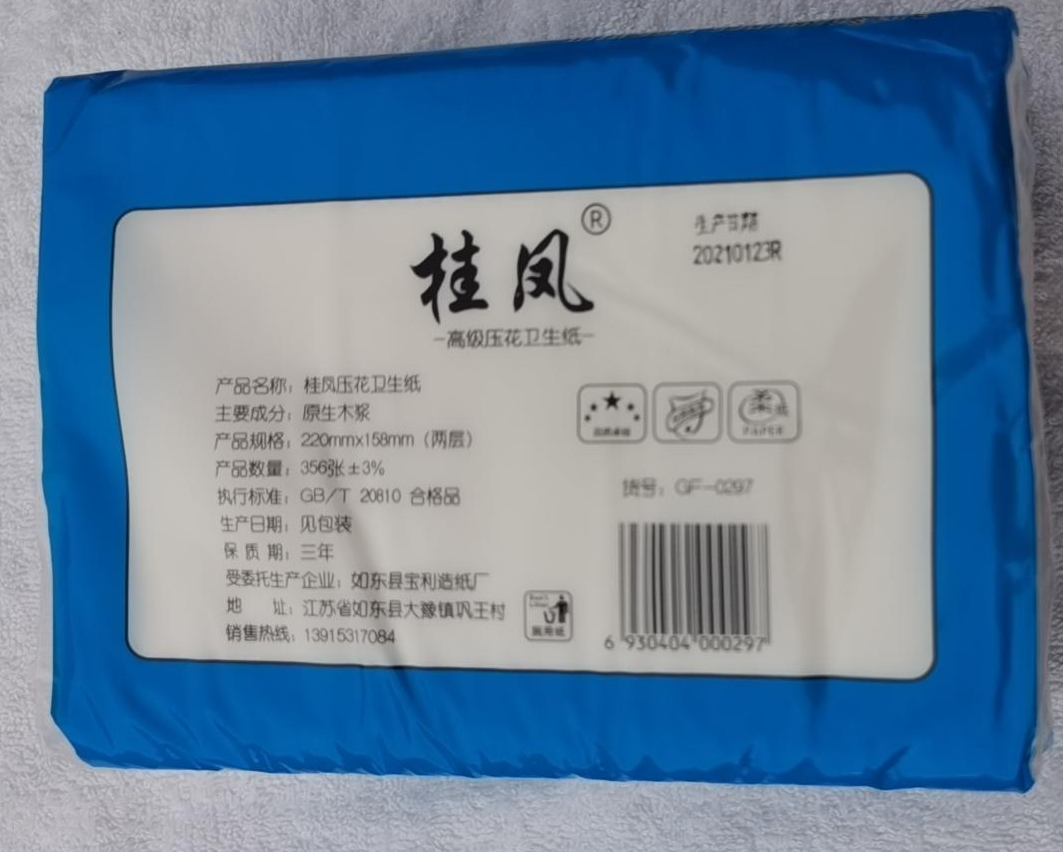 桂凤®
生产日期
20210123R
-高级压花卫生纸-
产品名称：桂凤压花卫生纸
主要成分：原生木浆
产品规格：220mmx158mm（两层）
产品数量：356张±3%
执行标准：GB/T 20810 合格品
生产日期：见包装
保质期：三年
受委托生产企业：如东县宝利造纸厂
地 址：江苏省如东县大豫镇巩王村
销售热线：13915317084
柔
货号：GF-0297
6 930404 000297